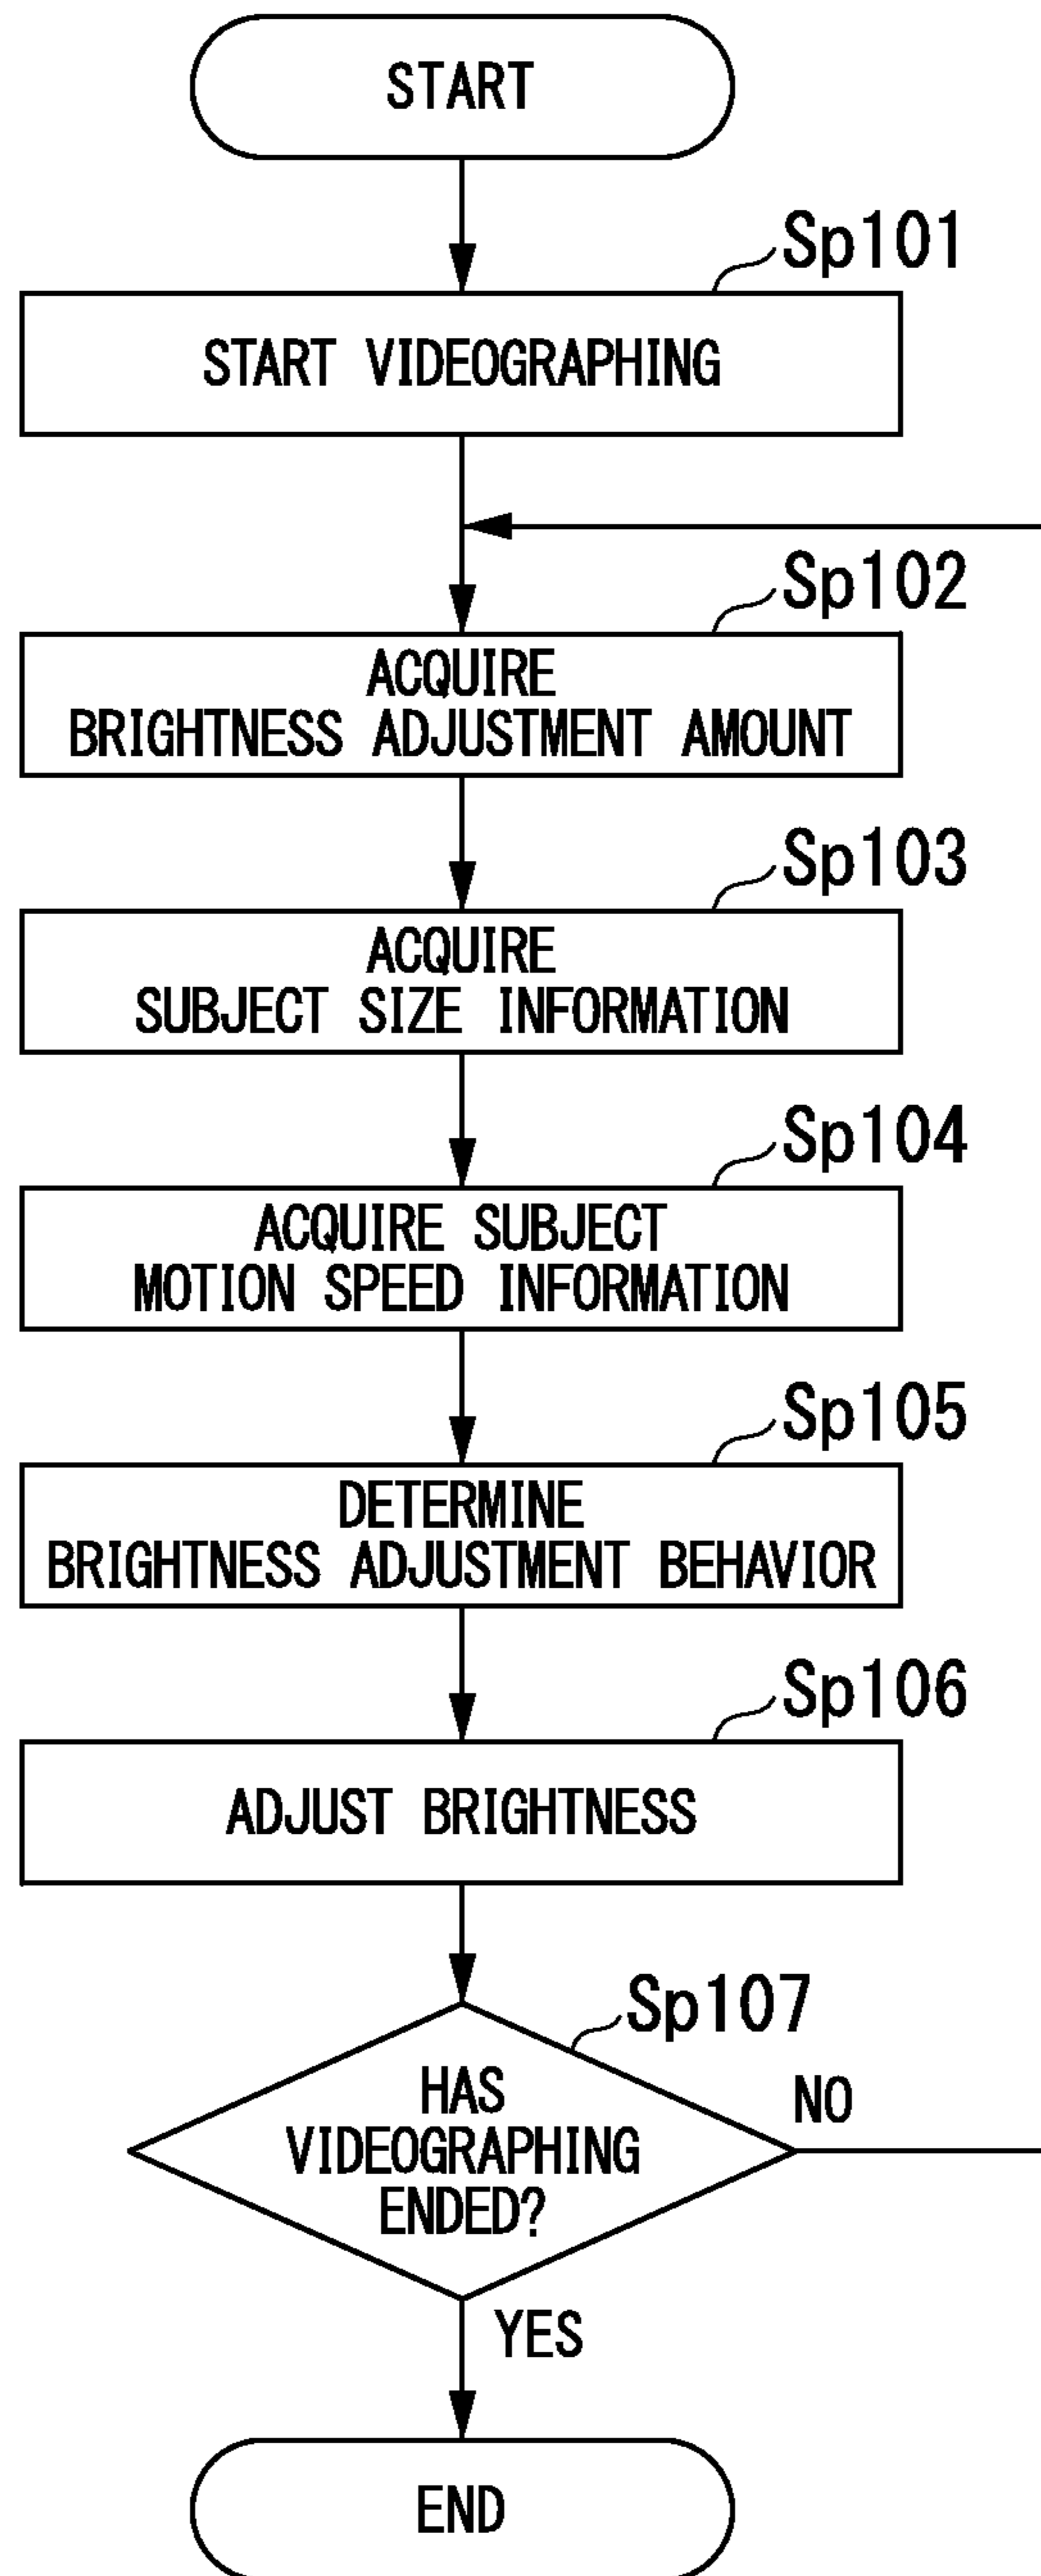 START
Sp101
START VIDEOGRAPHING
Sp102
ACQUIRE
BRIGHTNESS ADJUSTMENT AMOUNT
Sp103
ACQUIRE
SUBJECT SIZE INFORMATION
Sp104
ACQUIRE SUBJECT
MOTION SPEED INFORMATION
Sp105
DETERMINE
BRIGHTNESS ADJUSTMENT BEHAVIOR
Sp106
ADJUST BRIGHTNESS
Sp107
HAS
VIDEOGRAPHING
ENDED?
NO
YES
END